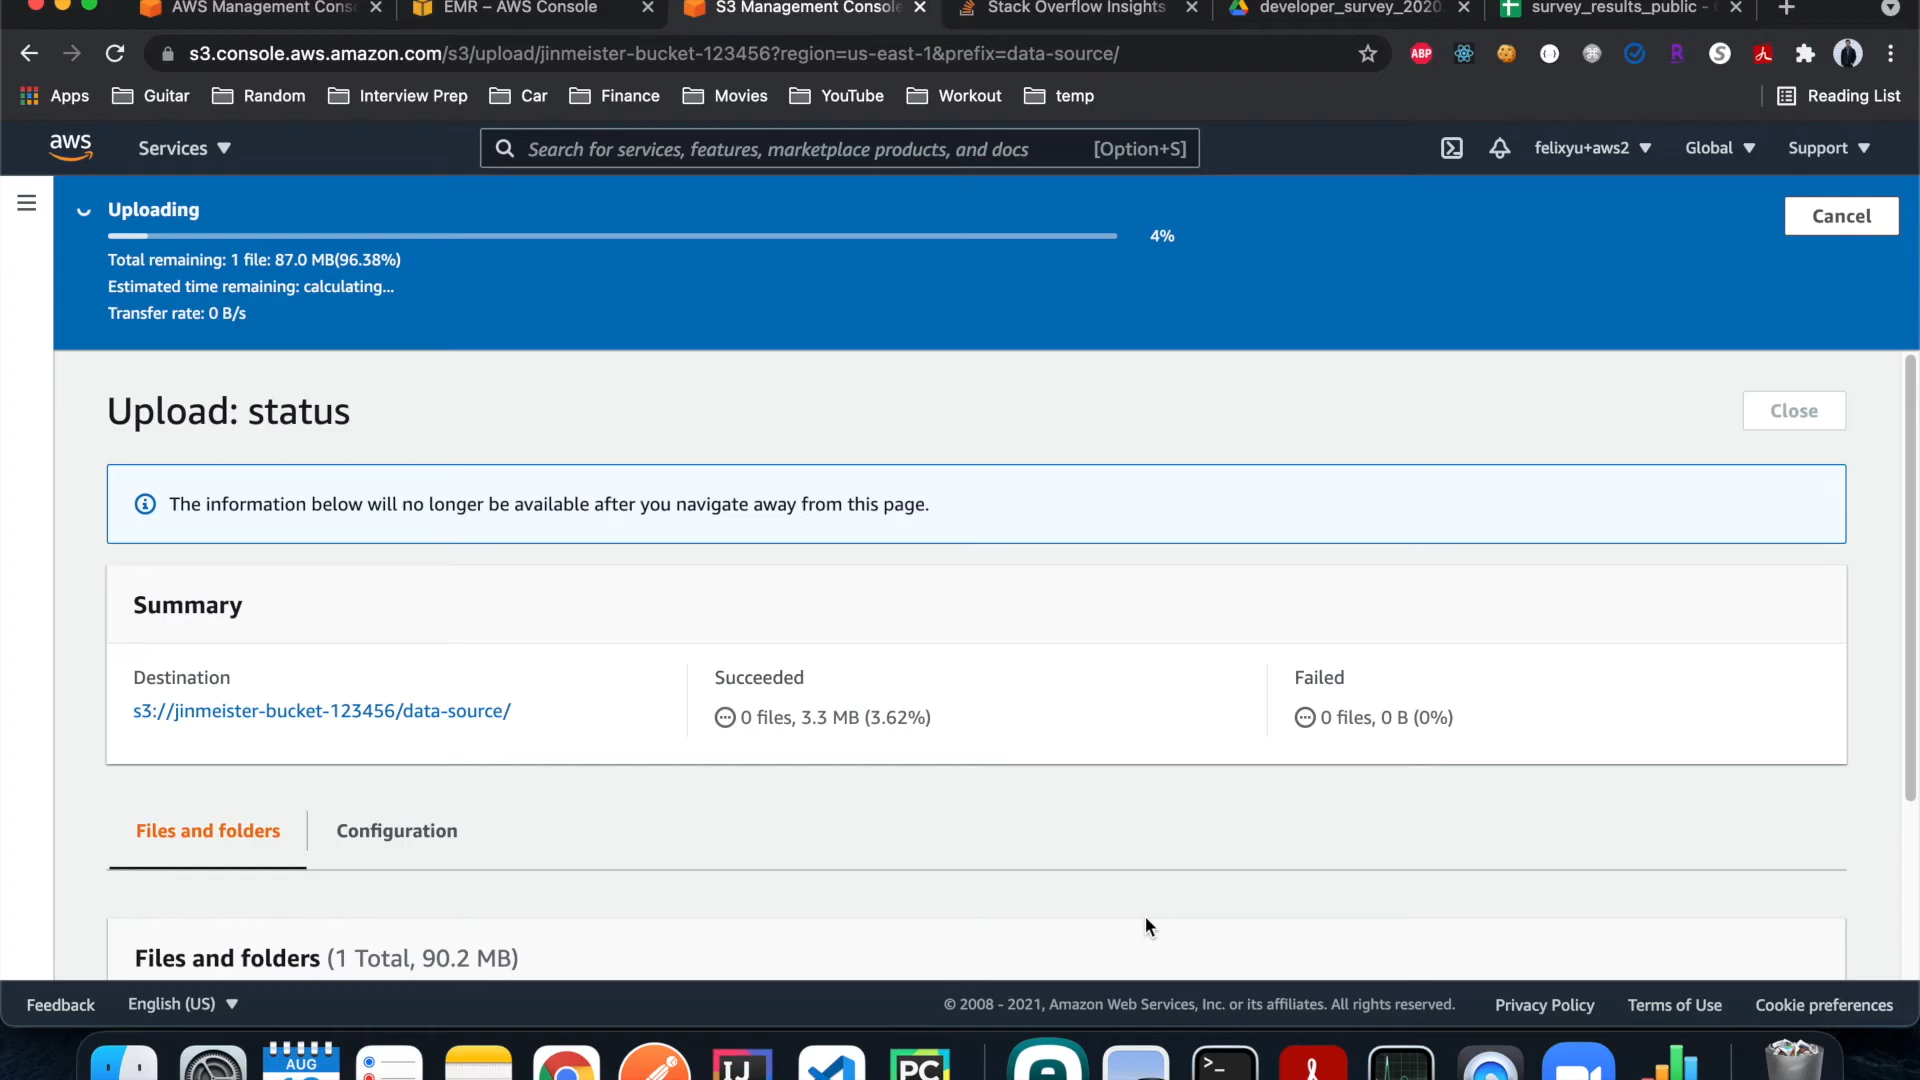 AWS Management Cons
EMR – AWS Console
S3 Management Console
Stack Overflow Insights
developer_survey_2020.
survey_results_public -
s3.console.aws.amazon.com/s3/upload/jinmeister-bucket-123456?region=us-east-1&prefix=data-source/
ABP
S
R
Apps
Guitar
Random
Interview Prep
Car
Finance
Movies
YouTube
Workout
temp
Reading List
aws
Services
Search for services, features, marketplace products, and docs
[Option+S]
felixyu+aws2
Global
Support
Uploading
Cancel
4%
Total remaining: 1 file: 87.0 MB(96.38%)
Estimated time remaining: calculating...
Transfer rate: 0 B/s
Upload: status
Close
The information below will no longer be available after you navigate away from this page.
Summary
Destination
s3://jinmeister-bucket-123456/data-source/
Succeeded
0 files, 3.3 MB (3.62%)
Failed
0 files, 0 B (0%)
Files and folders
Configuration
Files and folders (1 Total, 90.2 MB)
Feedback
English (US)
© 2008 - 2021, Amazon Web Services, Inc. or its affiliates. All rights reserved.
Privacy Policy
Terms of Use
Cookie preferences
AUG
IJ
PC